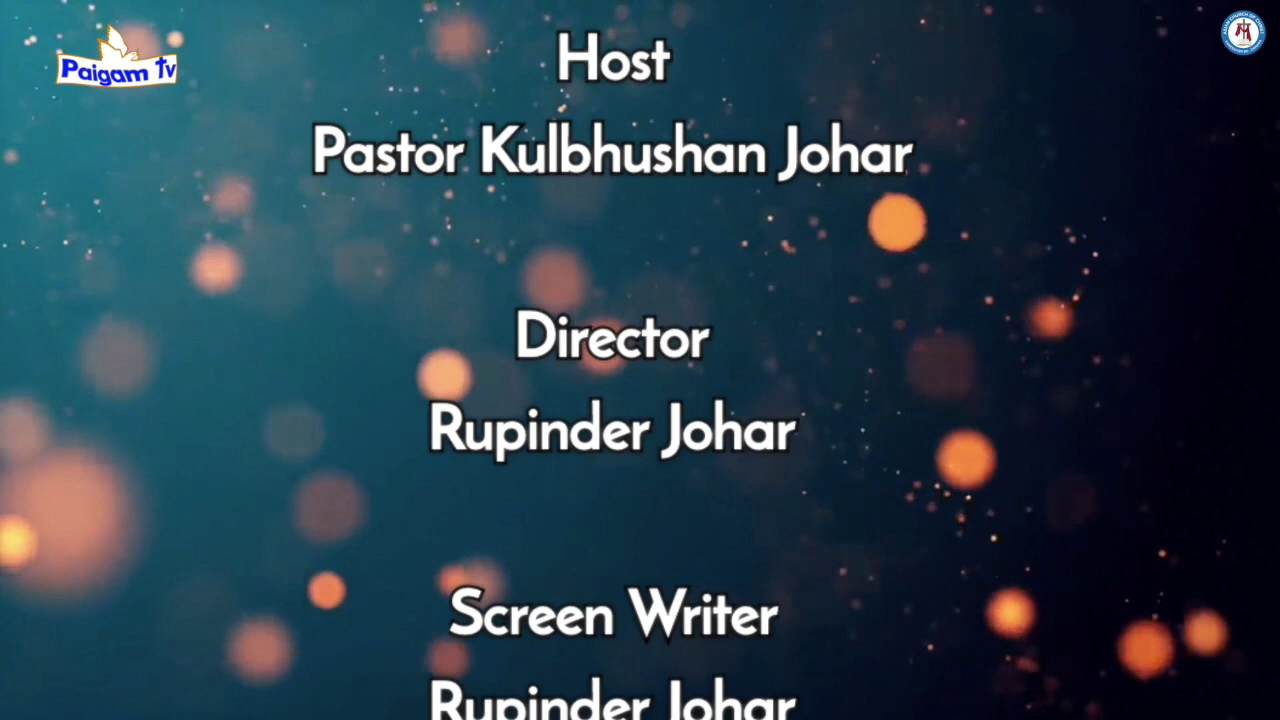 Paigam Tv
Host
Pastor Kulbhushan Johar
Director
Rupinder Johar
Screen Writer
Rupinder Johar